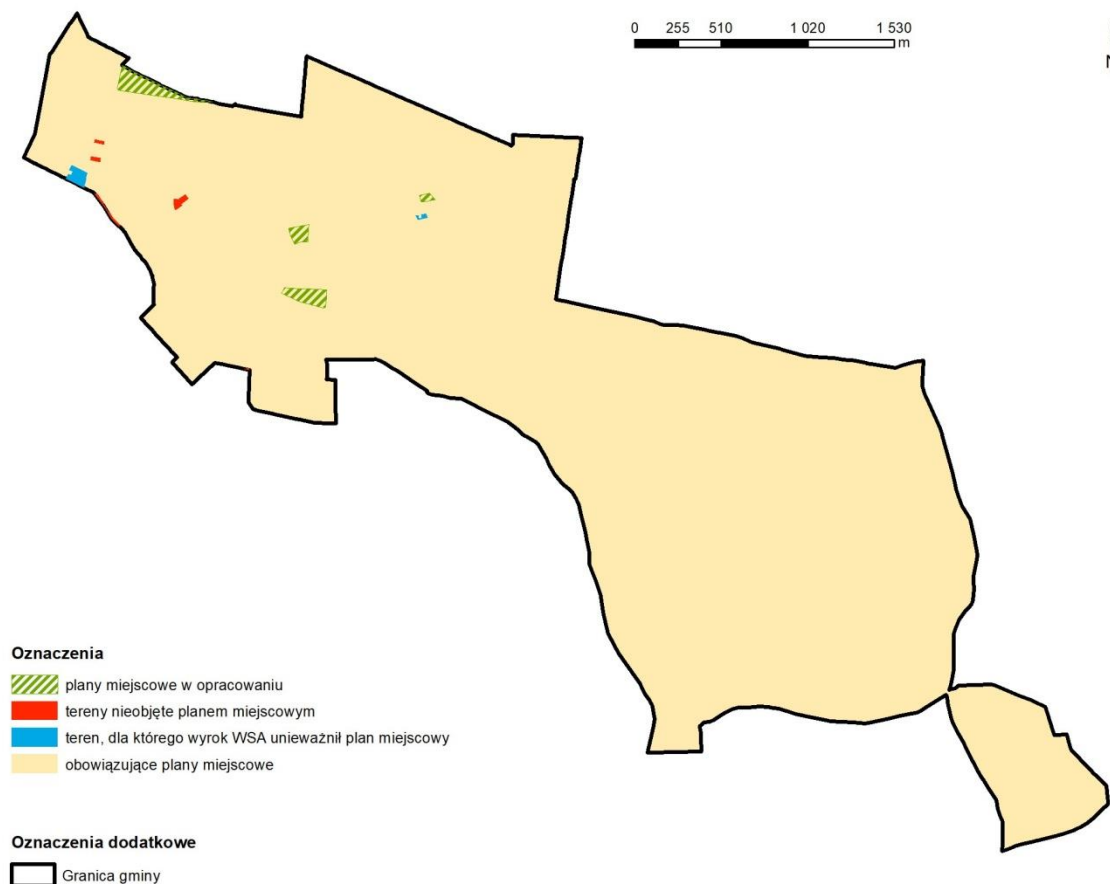 0 255 510 1 020 1 530
m
N
Oznaczenia
plany miejscowe w opracowaniu
tereny nieobjęte planem miejscowym
teren, dla którego wyrok WSA unieważnił plan miejscowy
obowiązujące plany miejscowe
Oznaczenia dodatkowe
Granica gminy